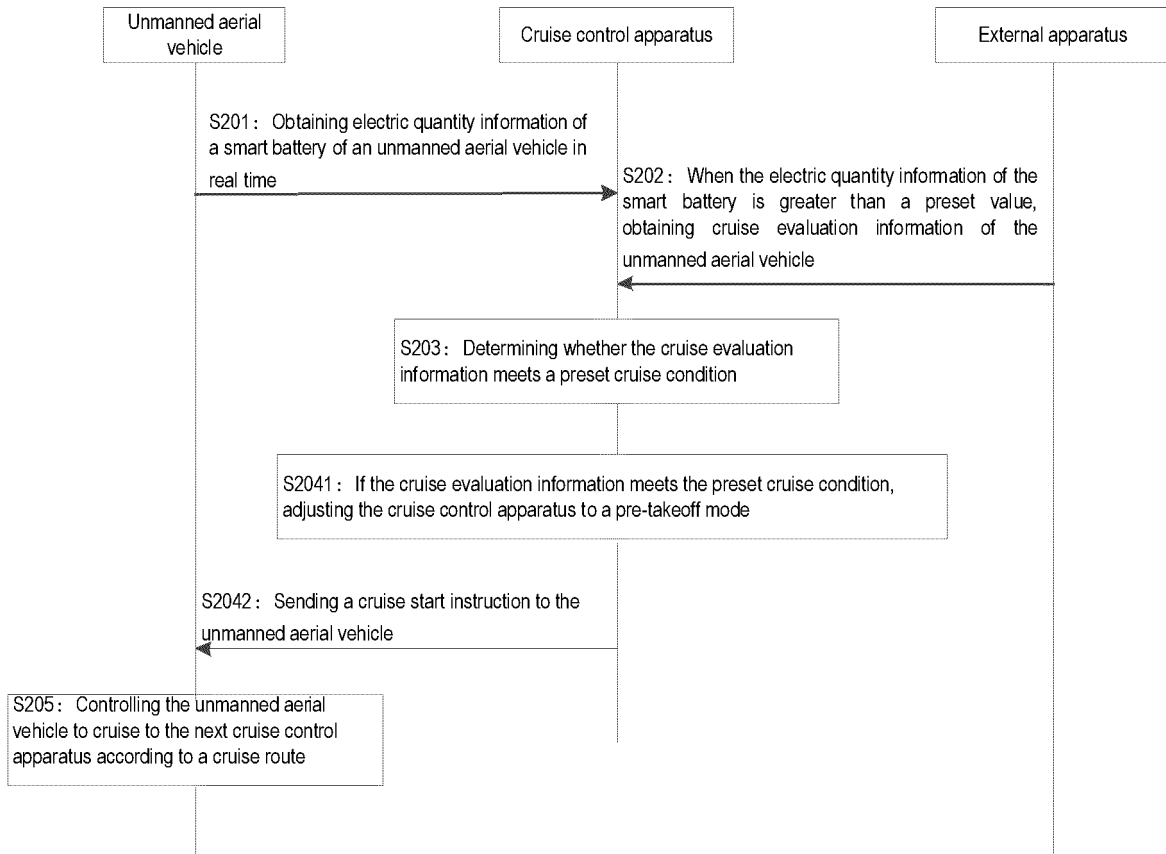 Unmanned aerial
vehicle
Cruise control apparatus
External apparatus
S201： Obtaining electric quantity information of
a smart battery of an unmanned aerial vehicle in
real time
S202： When the electric quantity information of the
smart battery is greater than a preset value,
obtaining cruise evaluation information of the
unmanned aerial vehicle
S203： Determining whether the cruise evaluation
information meets a preset cruise condition
S2041： If the cruise evaluation information meets the preset cruise condition,
adjusting the cruise control apparatus to a pre-takeoff mode
S2042： Sending a cruise start instruction to the
unmanned aerial vehicle
S205： Controlling the unmanned aerial
vehicle to cruise to the next cruise control
apparatus according to a cruise route